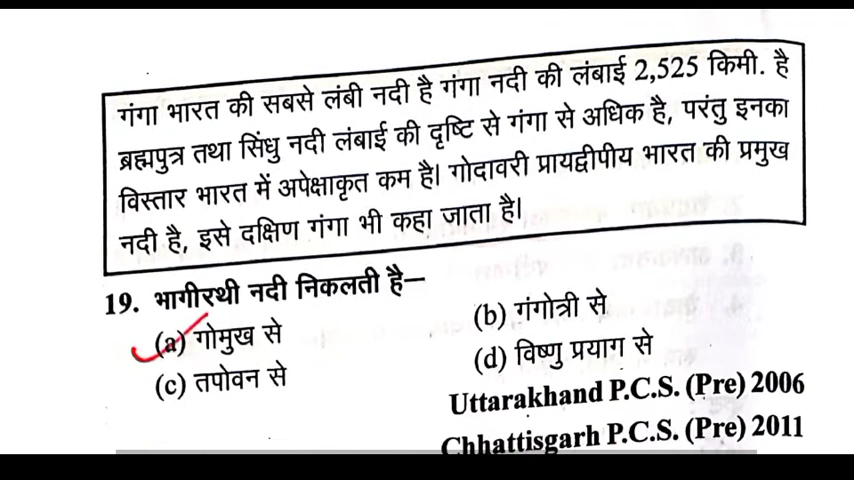 गंगा भारत की सबसे लंबी नदी है गंगा नदी की लंबाई 2,525 किमी. है
ब्रह्मपुत्र तथा सिंधु नदी लंबाई की दृष्टि से गंगा से अधिक है, परंतु इनका
विस्तार भारत में अपेक्षाकृत कम है। गोदावरी प्रायद्वीपीय भारत की प्रमुख
नदी है, इसे दक्षिण गंगा भी कहा जाता है।
19. भागीरथी नदी निकलती है–
(a) गोमुख से (b) गंगोत्री से
(c) तपोवन से (d) विष्णु प्रयाग से
Uttarakhand P.C.S. (Pre) 2006
Chhattisgarh P.C.S. (Pre) 2011